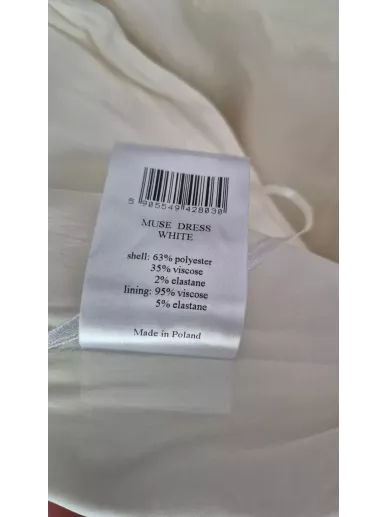 5 905549 428030
MUSE DRESS
WHITE
shell: 63% polyester
35% viscose
2% elastane
lining: 95% viscose
5% elastane
Made in Poland